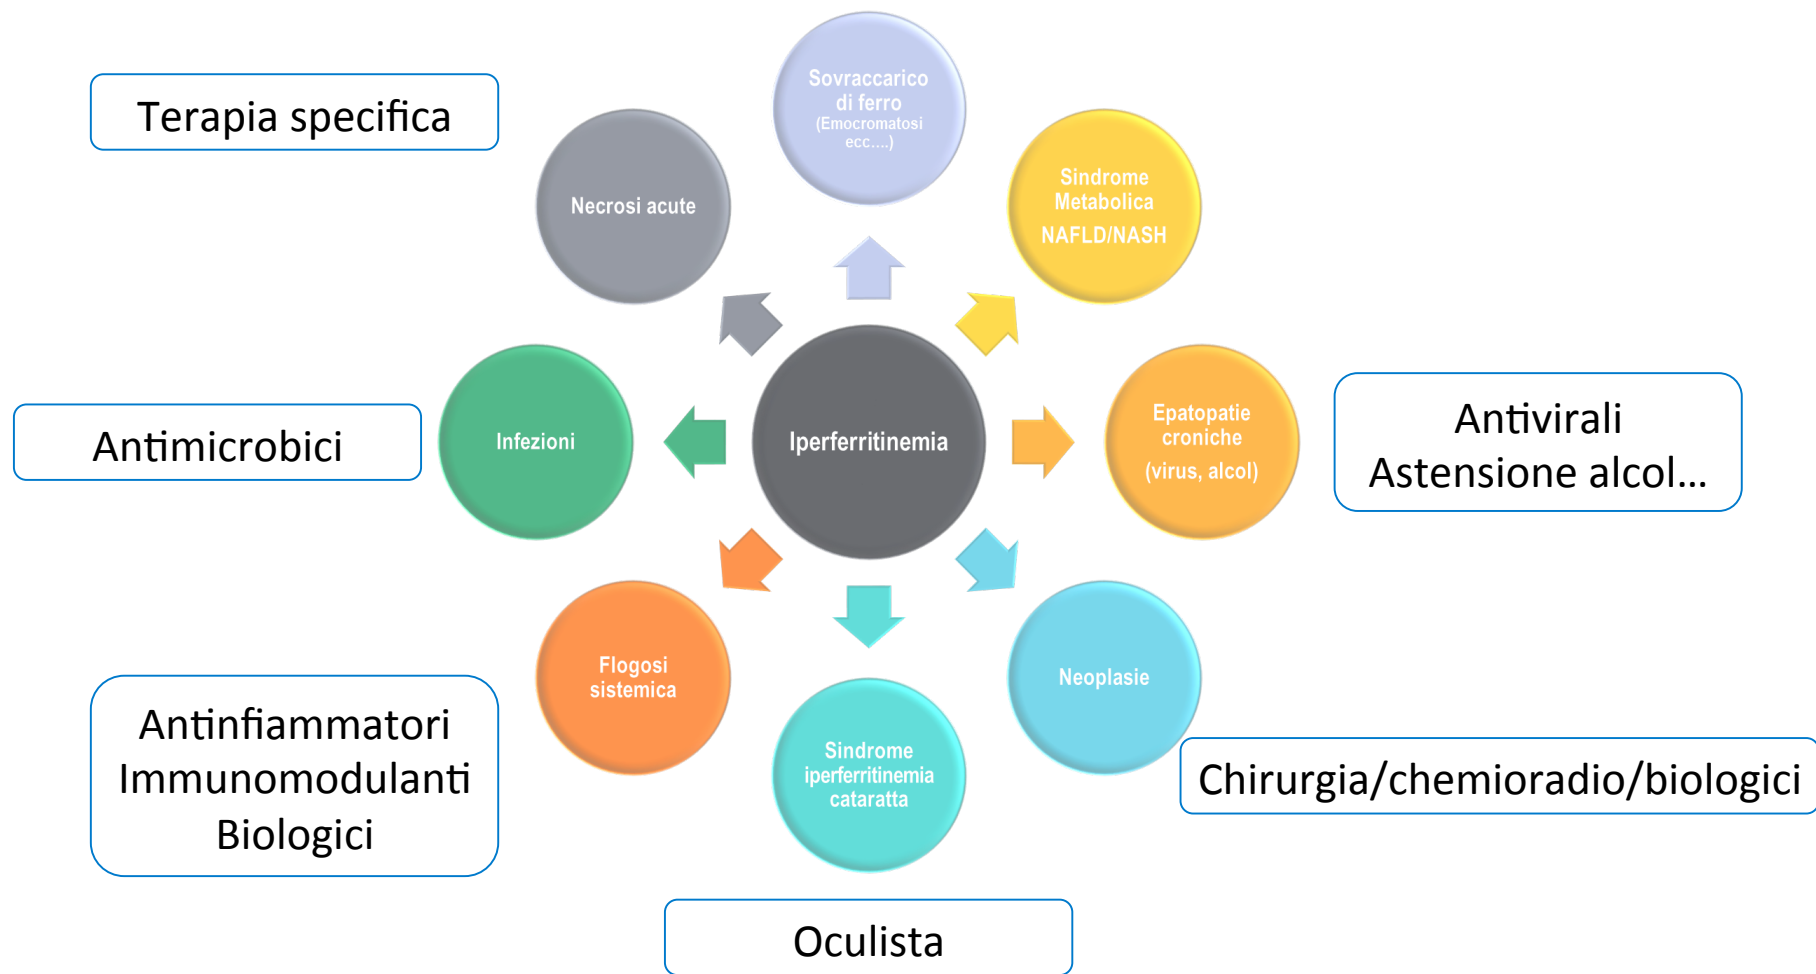 Sovraccarico
di ferro
(Emocromatosi
ecc....)
Terapia specifica
Necrosi acute
Sindrome
Metabolica
NAFLD/NASH
Antimicrobici
Infezioni
Iperferritinemia
Epatopatie
croniche
(virus, alcol)
Antivirali
Astensione alcol...
Flogosi
sistemica
Neoplasie
Antinfiammatori
Immunomodulanti
Biologici
Sindrome
iperferritinemia
cataratta
Chirurgia/chemioradio/biologici
Oculista